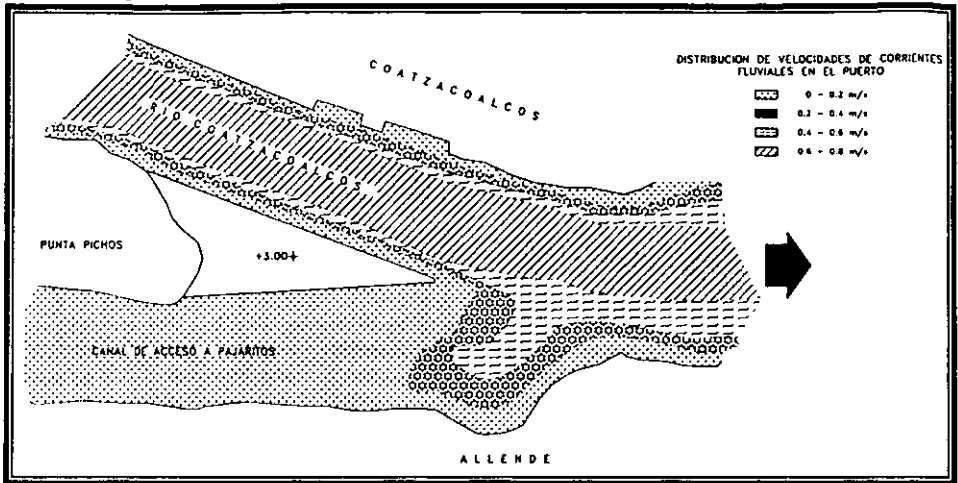 COATZACOALCOS
DISTRIBUCION DE VELOCIDADES DE CORRIENTES
FLUVIALES EN EL PUERTO
0 - 0.2 m/s
0.2 - 0.4 m/s
0.4 - 0.6 m/s
0.6 - 0.8 m/s
RIO COATZACOALCOS
PUNTA PICHOS
+3.00
CANAL DE ACCESO A PAJARITOS
ALLENDE